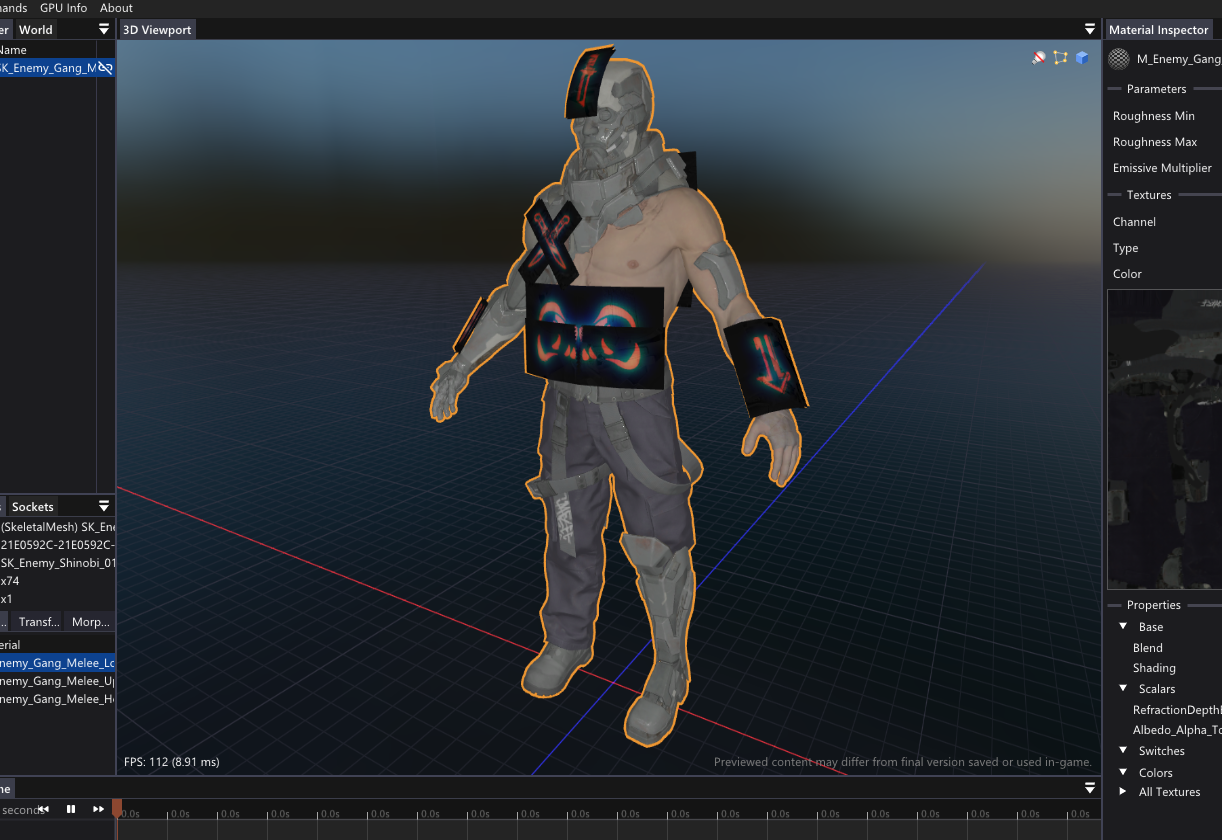 nands GPU Info About
er World
Name
SK_Enemy_Gang_M
3D Viewport
Material Inspector
M_Enemy_Gang
Parameters
Roughness Min
Roughness Max
Emissive Multiplier
Textures
Channel
Type
Color
s Sockets
(SkeletalMesh) SK_Ene
21E0592C-21E0592C-
SK_Enemy_Shinobi_01
x74
x1
... Transf... Morp...
erial
nemy_Gang_Melee_Lo
nemy_Gang_Melee_Up
nemy_Gang_Melee_He
FPS: 112 (8.91 ms)
Previewed content may differ from final version saved or used in-game.
Properties
Base
Blend
Shading
Scalars
RefractionDepthB
Albedo_Alpha_To
Switches
Colors
All Textures
ne
seconds
0.0s 0.0s 0.0s 0.0s 0.0s 0.0s 0.0s 0.0s 0.0s 0.0s 0.0s 0.0s 0.0s 0.0s 0.0s 0.0s 0.0s 0.0s 0.0s 0.0s